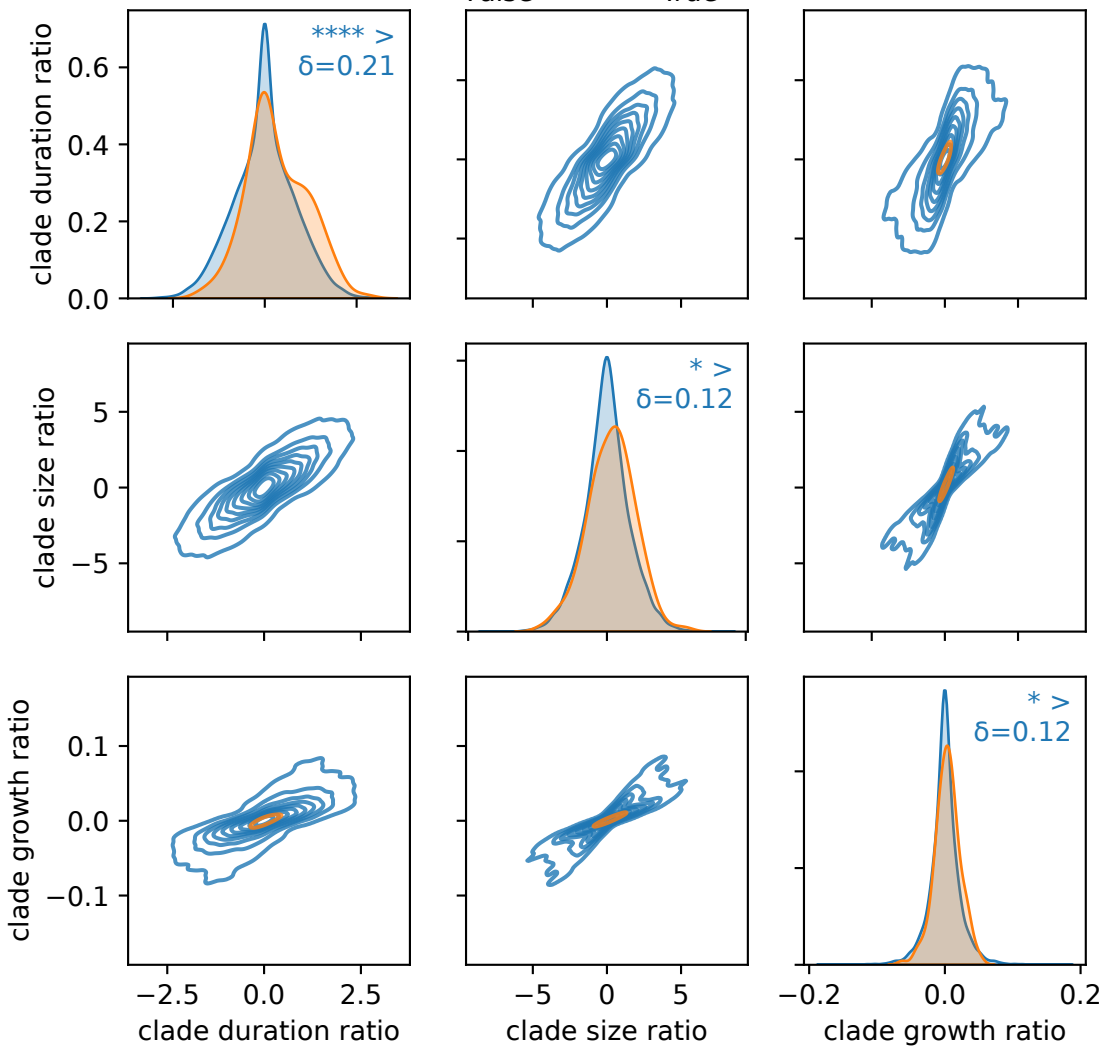 clade duration ratio
0.6
0.4
0.2
0.0
**** >
δ=0.21
clade size ratio
5
0
−5
* >
δ=0.12
clade growth ratio
0.1
0.0
−0.1
* >
δ=0.12
−2.5 0.0 2.5
−5 0 5
−0.2 0.0 0.2
clade duration ratio
clade size ratio
clade growth ratio